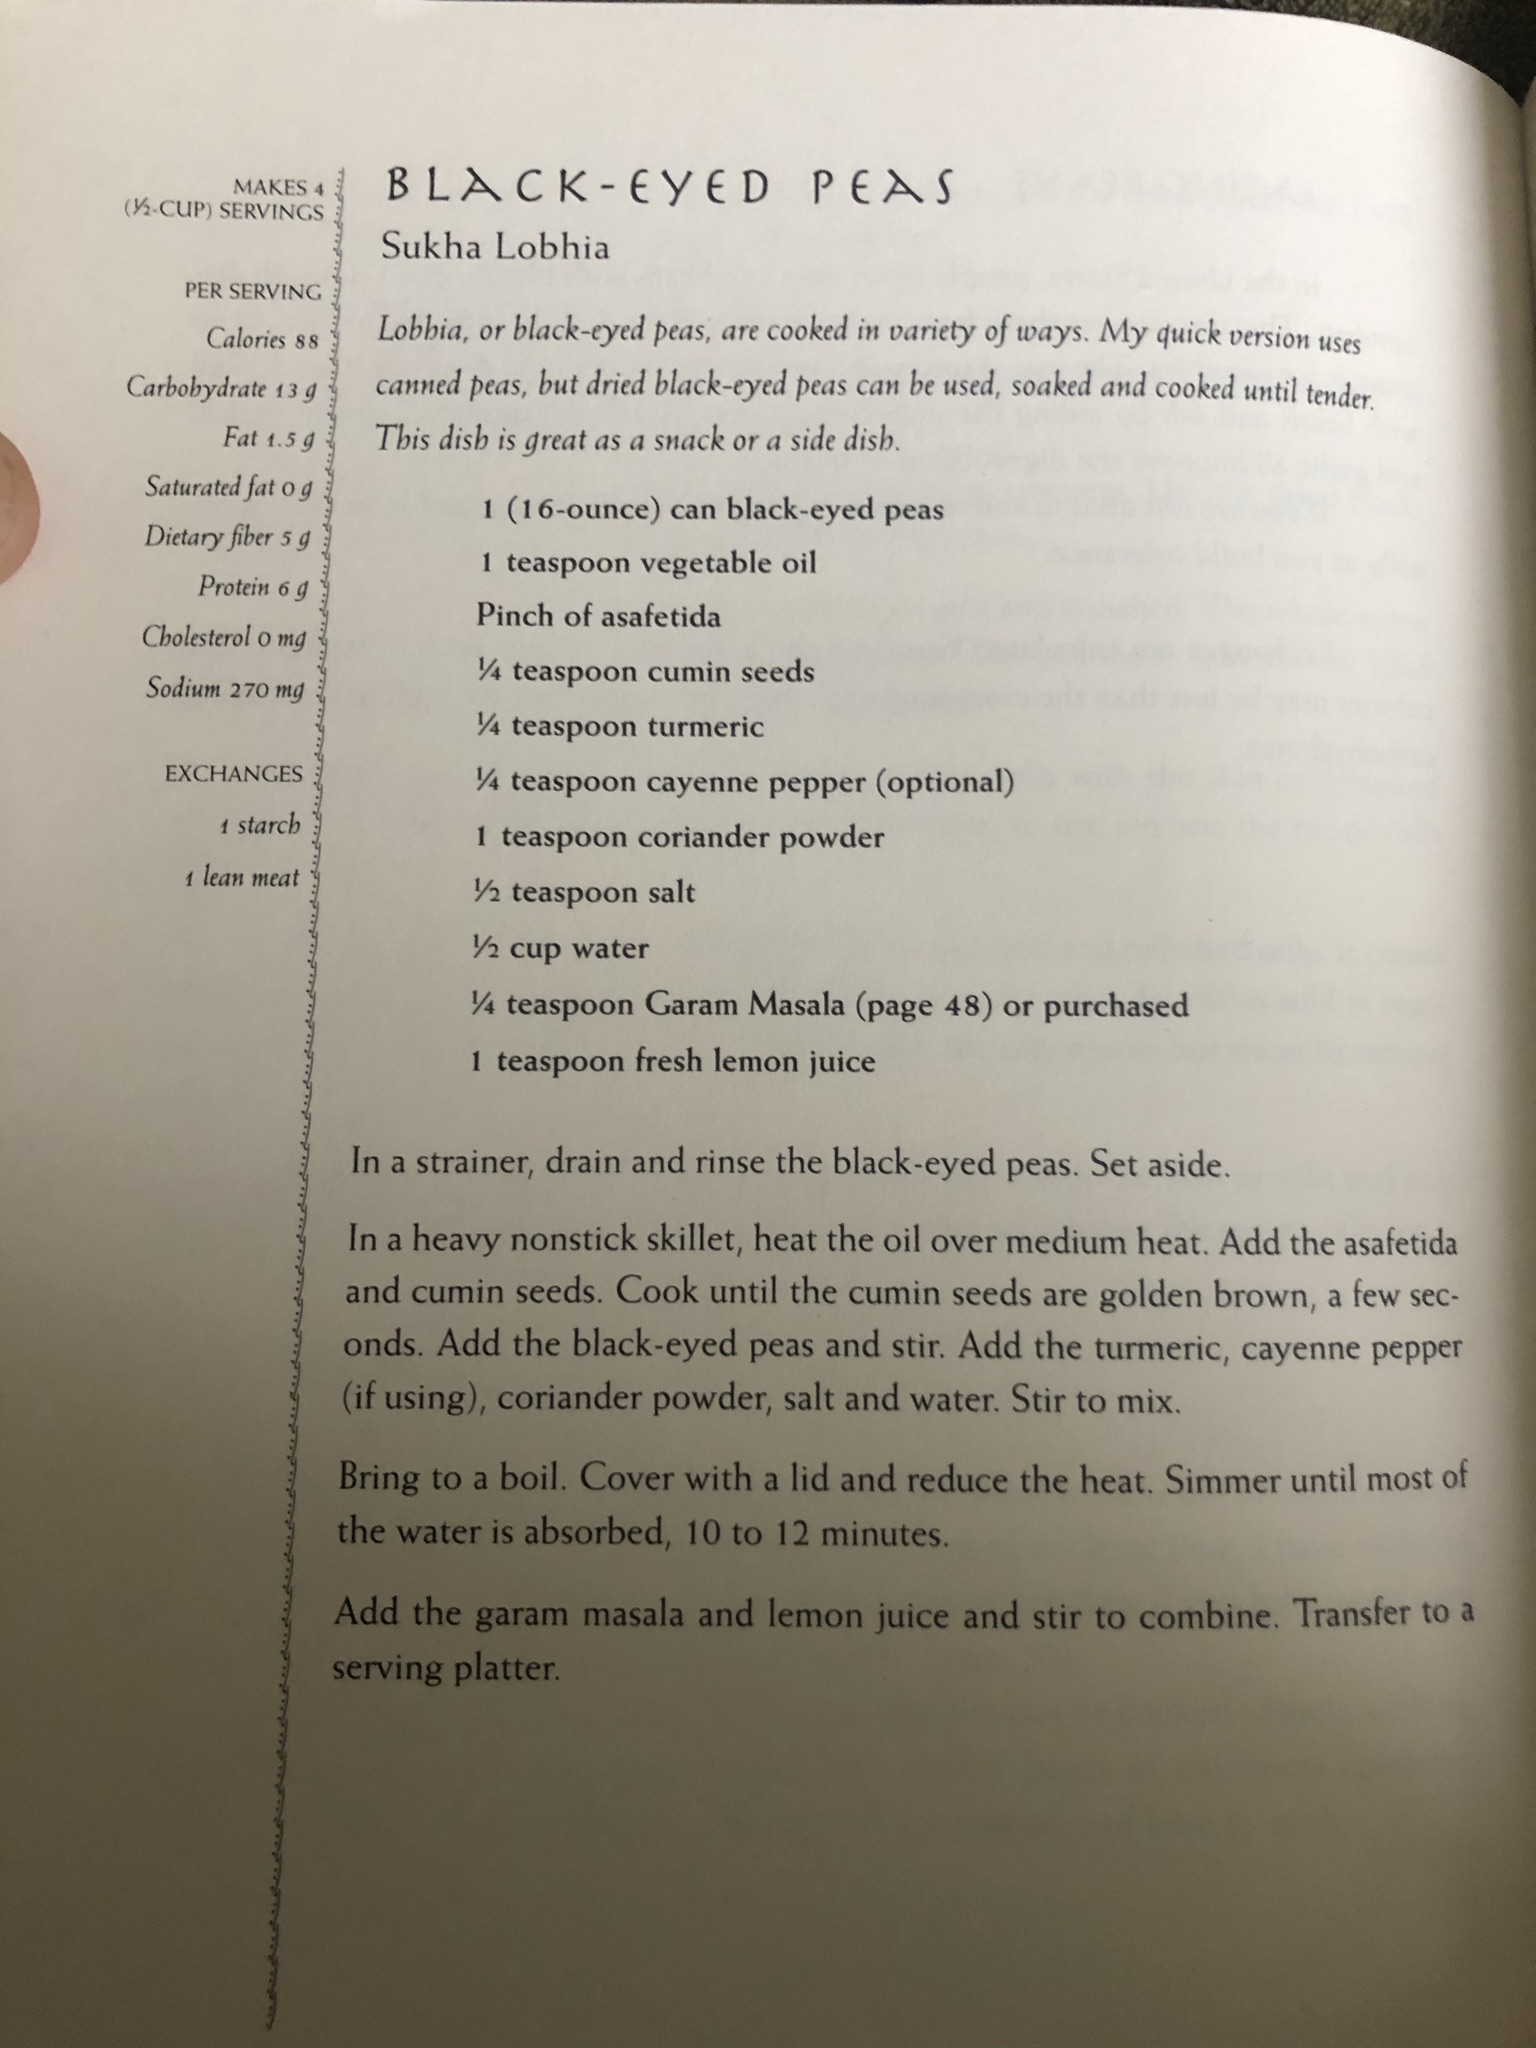 MAKES 4
(½-CUP) SERVINGS
PER SERVING
Calories 88
Carbohydrate 13 g
Fat 1.5 g
Saturated fat 0 g
Dietary fiber 5 g
Protein 6 g
Cholesterol 0 mg
Sodium 270 mg
EXCHANGES
1 starch
1 lean meat
BLACK-EYED PEAS
Sukha Lobhia
Lobhia, or black-eyed peas, are cooked in variety of ways. My quick version uses
canned peas, but dried black-eyed peas can be used, soaked and cooked until tender.
This dish is great as a snack or a side dish.
1 (16-ounce) can black-eyed peas
1 teaspoon vegetable oil
Pinch of asafetida
¼ teaspoon cumin seeds
¼ teaspoon turmeric
¼ teaspoon cayenne pepper (optional)
1 teaspoon coriander powder
½ teaspoon salt
½ cup water
¼ teaspoon Garam Masala (page 48) or purchased
1 teaspoon fresh lemon juice
In a strainer, drain and rinse the black-eyed peas. Set aside.
In a heavy nonstick skillet, heat the oil over medium heat. Add the asafetida
and cumin seeds. Cook until the cumin seeds are golden brown, a few sec-
onds. Add the black-eyed peas and stir. Add the turmeric, cayenne pepper
(if using), coriander powder, salt and water. Stir to mix.
Bring to a boil. Cover with a lid and reduce the heat. Simmer until most of
the water is absorbed, 10 to 12 minutes.
Add the garam masala and lemon juice and stir to combine. Transfer to a
serving platter.